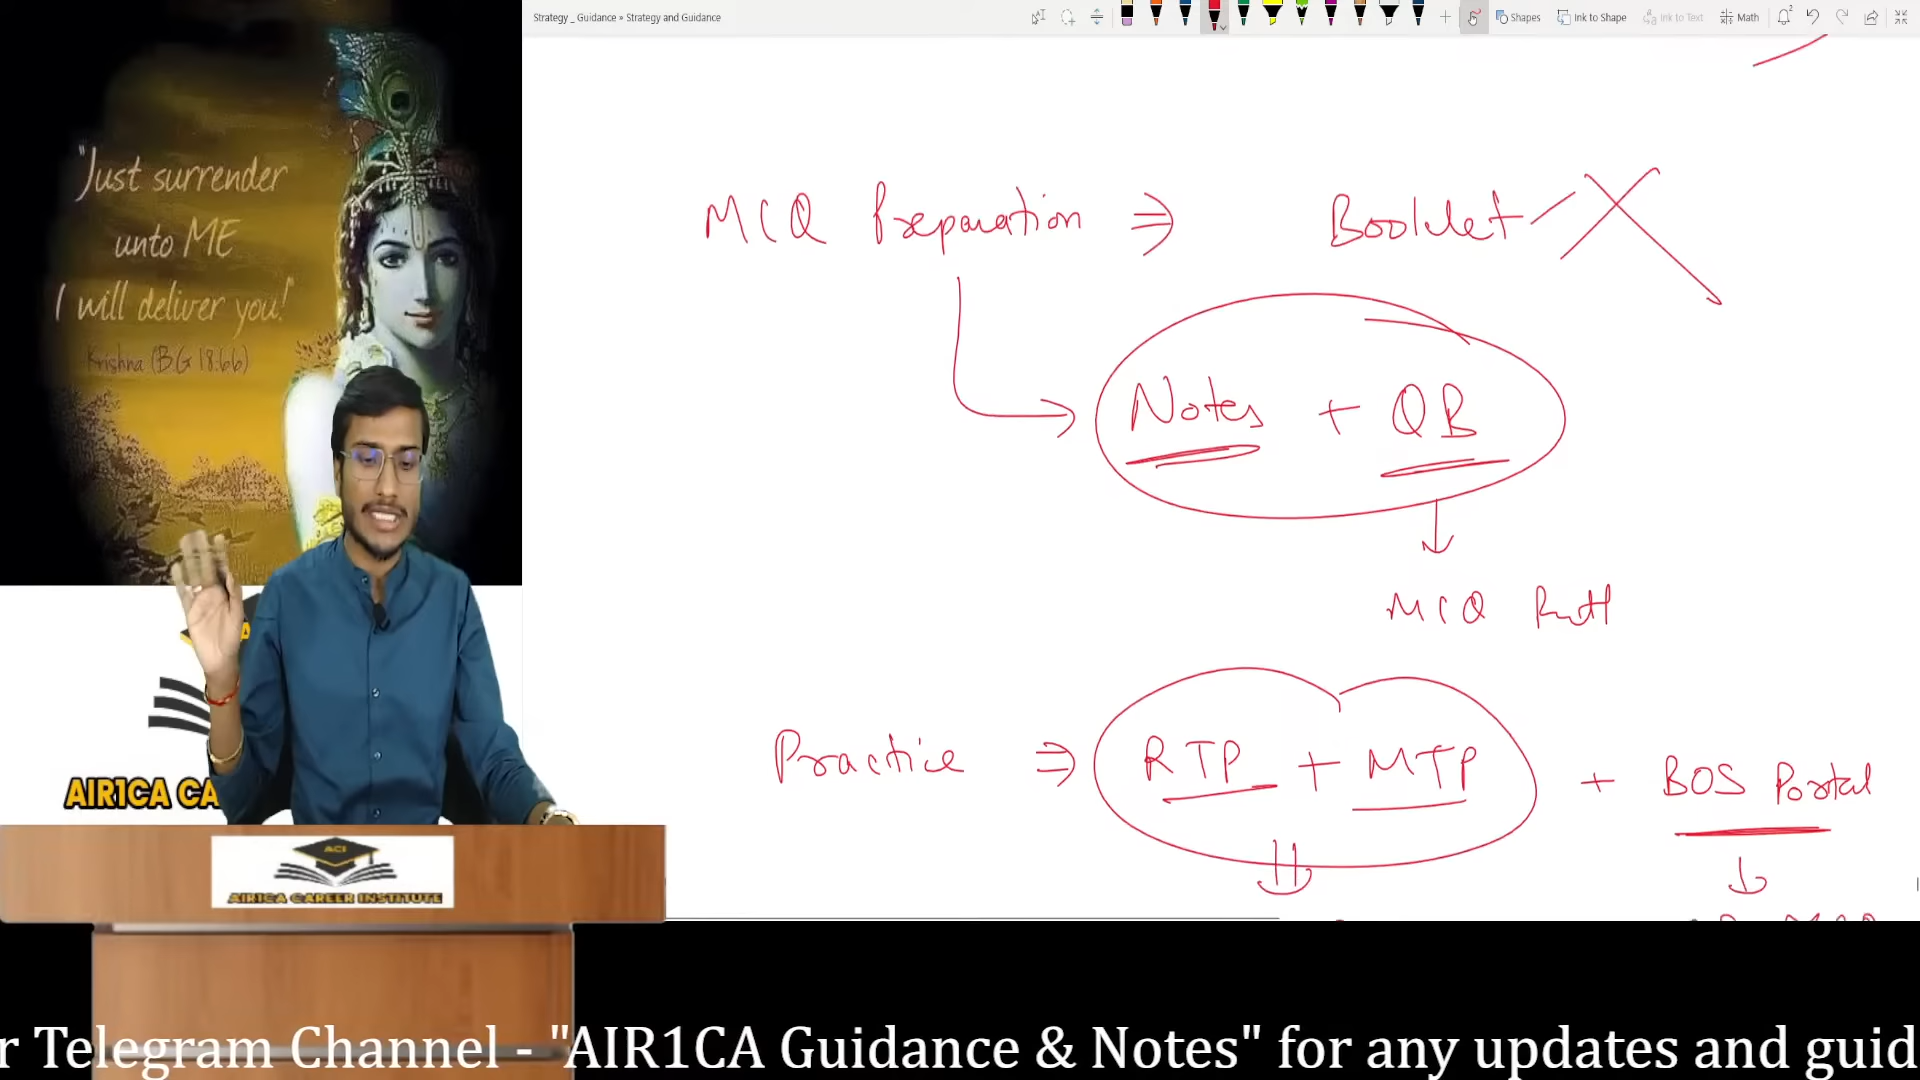 Strategy _ Guidance » Strategy and Guidance
Shapes
Ink to Shape
Ink to Text
Math
2
"Just surrender
unto ME
I will deliver you!"
Krishna (BG 18:66)
MCQ Preparation ⇒ Booklet
Notes + QB
MCQ
Practice ⇒ RTP + MTP + BOS Portal
AIR1CA CA
ACI
AIR1CA CAREER INSTITUTE
r Telegram Channel - "AIR1CA Guidance & Notes" for any updates and guid